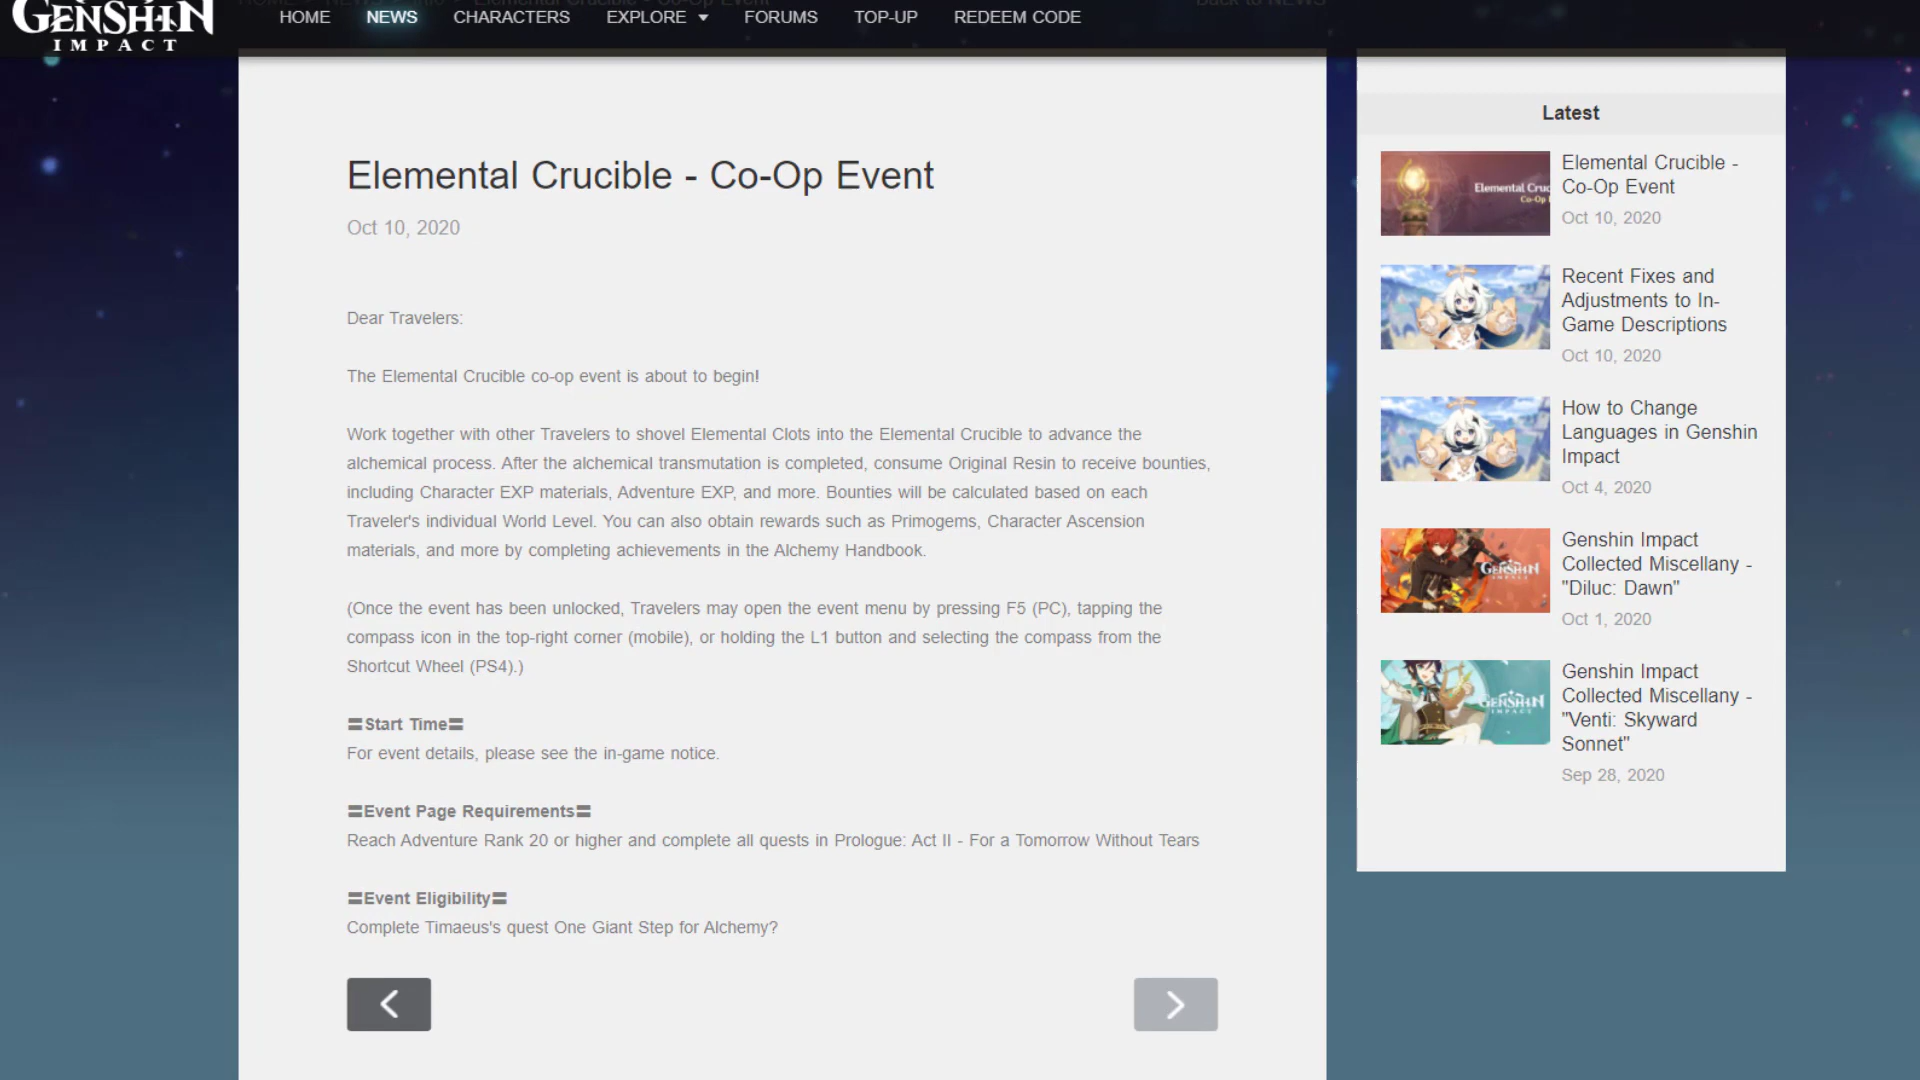 GENSHIN
IMPACT
HOME
NEWS
CHARACTERS
EXPLORE
FORUMS
TOP-UP
REDEEM CODE
Back to NEWS
Elemental Crucible - Co-Op Event
Oct 10, 2020
Dear Travelers:
The Elemental Crucible co-op event is about to begin!
Work together with other Travelers to shovel Elemental Clots into the Elemental Crucible to advance the
alchemical process. After the alchemical transmutation is completed, consume Original Resin to receive bounties,
including Character EXP materials, Adventure EXP, and more. Bounties will be calculated based on each
Traveler's individual World Level. You can also obtain rewards such as Primogems, Character Ascension
materials, and more by completing achievements in the Alchemy Handbook.
(Once the event has been unlocked, Travelers may open the event menu by pressing F5 (PC), tapping the
compass icon in the top-right corner (mobile), or holding the L1 button and selecting the compass from the
Shortcut Wheel (PS4).)
〓Start Time〓
For event details, please see the in-game notice.
〓Event Page Requirements〓
Reach Adventure Rank 20 or higher and complete all quests in Prologue: Act II - For a Tomorrow Without Tears
〓Event Eligibility〓
Complete Timaeus's quest One Giant Step for Alchemy?
Latest
Elemental Cruc
Co-Op
Elemental Crucible -
Co-Op Event
Oct 10, 2020
Recent Fixes and
Adjustments to In-
Game Descriptions
Oct 10, 2020
How to Change
Languages in Genshin
Impact
Oct 4, 2020
GENSHIN
IMPACT
Genshin Impact
Collected Miscellany -
"Diluc: Dawn"
Oct 1, 2020
GENSHIN
IMPACT
Genshin Impact
Collected Miscellany -
"Venti: Skyward
Sonnet"
Sep 28, 2020